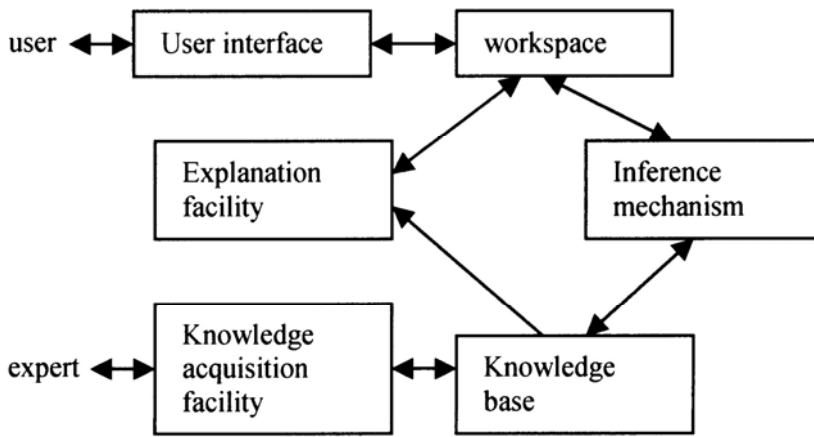 user
User interface
workspace
Explanation
facility
Inference
mechanism
expert
Knowledge
acquisition
facility
Knowledge
base